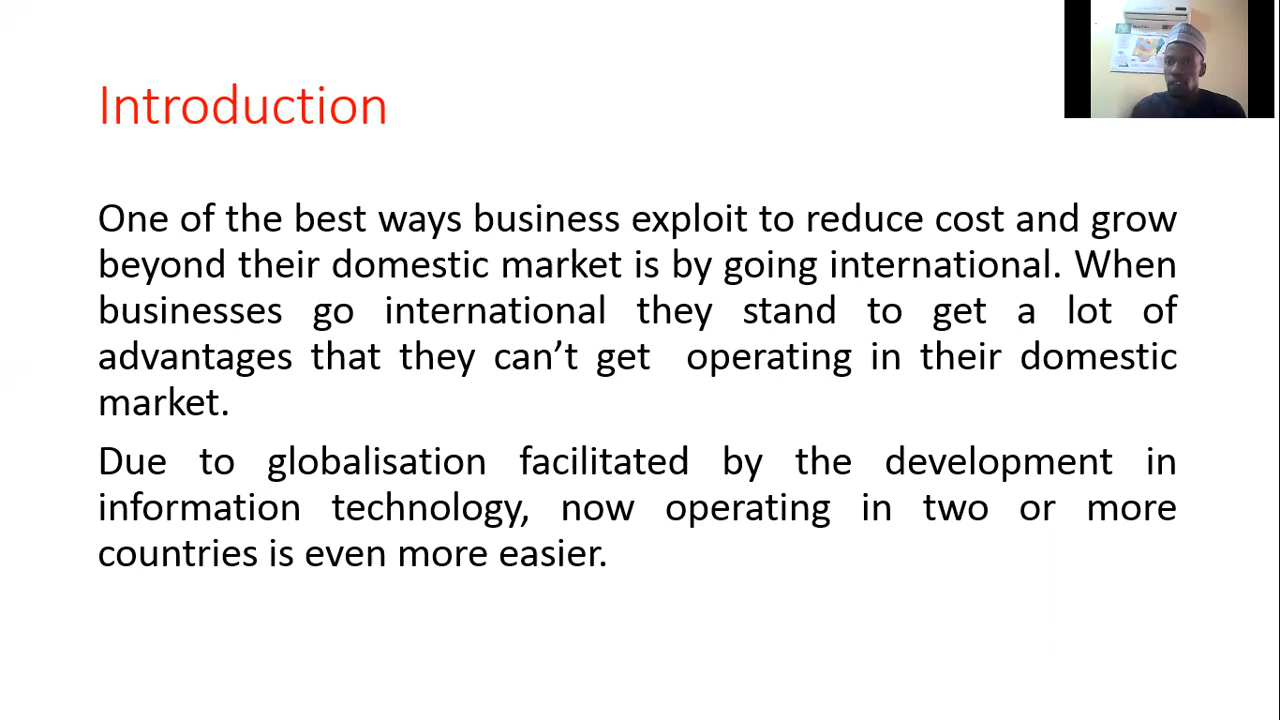 Introduction
One of the best ways business exploit to reduce cost and grow
beyond their domestic market is by going international. When
businesses go international they stand to get a lot of
advantages that they can’t get operating in their domestic
market.
Due to globalisation facilitated by the development in
information technology, now operating in two or more
countries is even more easier.